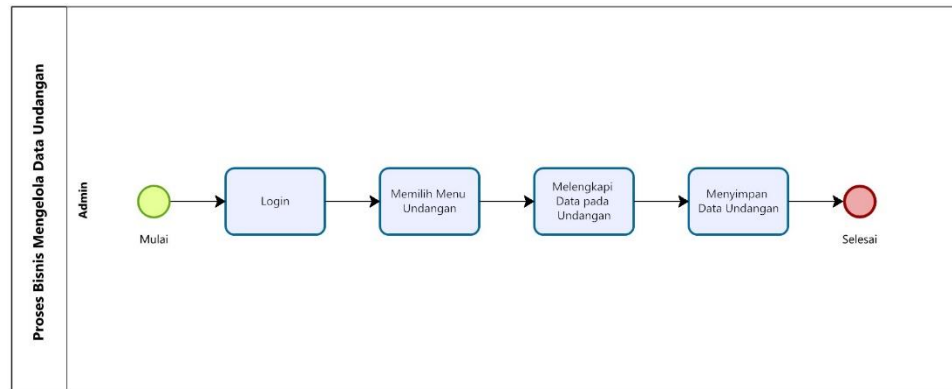 Proses Bisnis Mengelola Data Undangan
Admin
Mulai
Login
Memilih Menu
Undangan
Melengkapi
Data pada
Undangan
Menyimpan
Data Undangan
Selesai